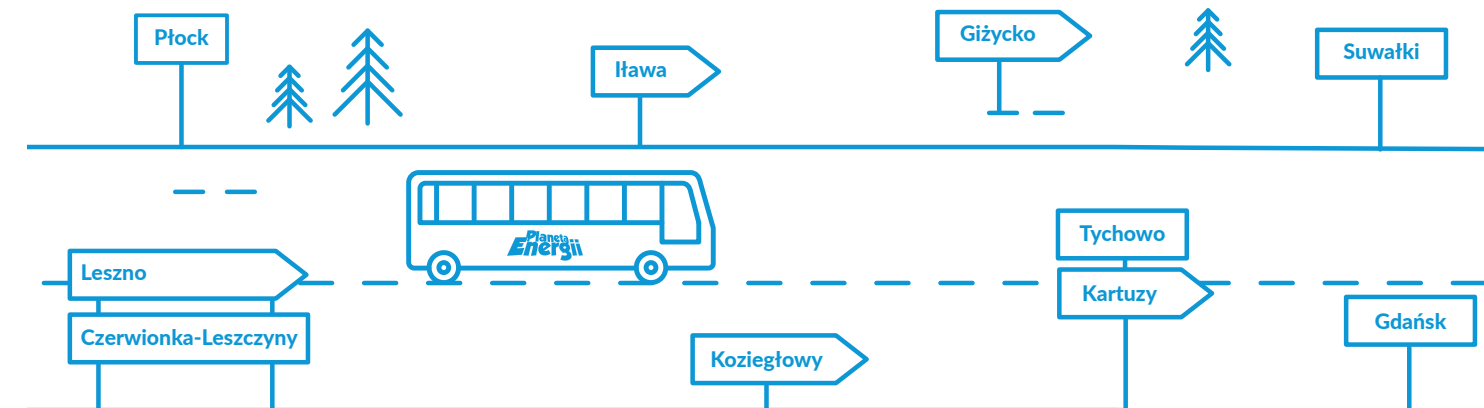 Płock
Iława
Giżycko
Suwałki
Planeta
Energii
Leszno
Czerwionka-Leszczyny
Koziegłowy
Tychowo
Kartuzy
Gdańsk